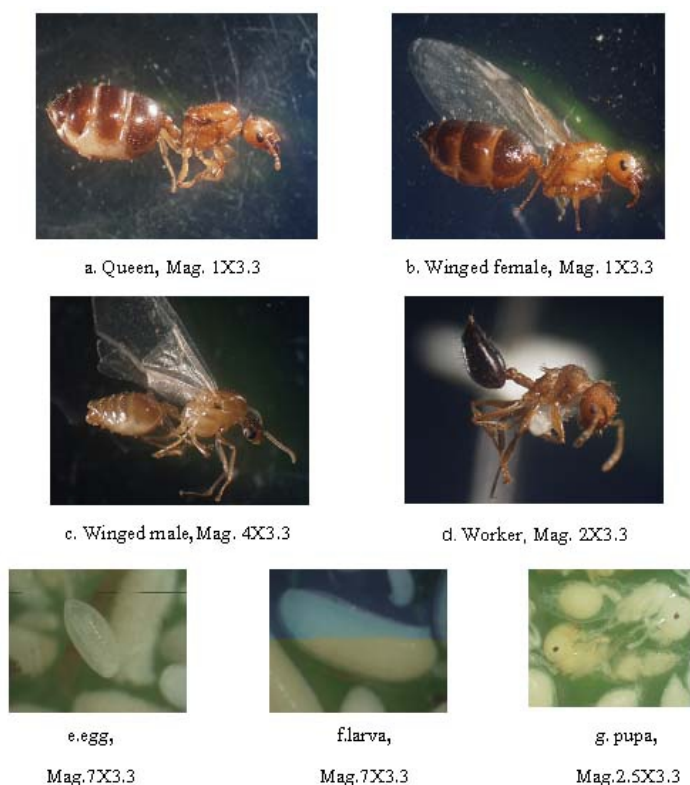 a. Queen, Mag. 1X3.3
b. Winged female, Mag. 1X3.3
c. Winged male, Mag. 4X3.3
d. Worker, Mag. 2X3.3
e.egg,
Mag.7X3.3
f.larva,
Mag.7X3.3
g. pupa,
Mag.2.5X3.3